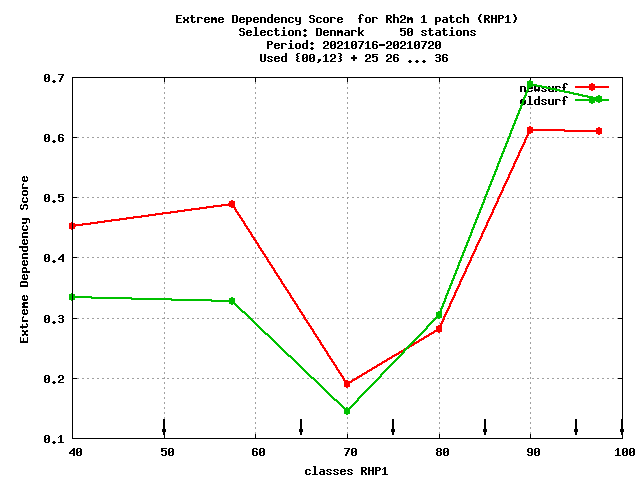 Extreme Dependency Score  for Rh2m 1 patch (RHP1)
Selection: Denmark     50 stations
Period: 20210716-20210720
Used {00,12} + 25 26 ... 36
newsurf
oldsurf
0.7
0.6
0.5
0.4
0.3
0.2
0.1
Extreme Dependency Score
40 50 60 70 80 90 100
classes RHP1